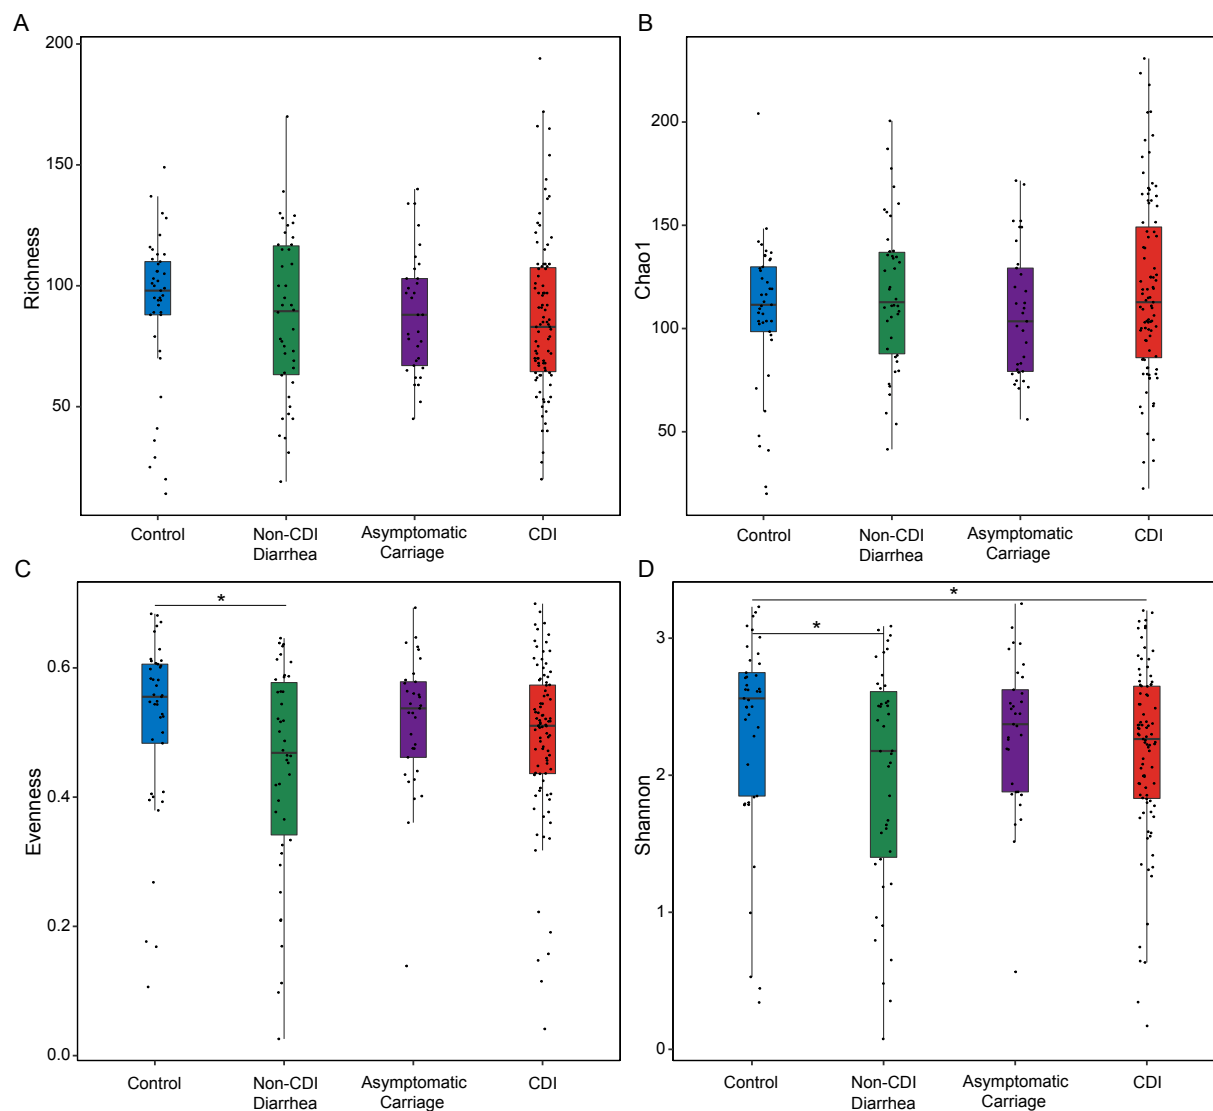 A
B
200
150
100
50
Richness
Control
Non-CDI
Diarrhea
Asymptomatic
Carriage
CDI
200
150
100
50
Chao1
Control
Non-CDI
Diarrhea
Asymptomatic
Carriage
CDI
C
D
*
0.6
0.4
0.2
0.0
Evenness
Control
Non-CDI
Diarrhea
Asymptomatic
Carriage
CDI
*
*
3
2
1
0
Shannon
Control
Non-CDI
Diarrhea
Asymptomatic
Carriage
CDI